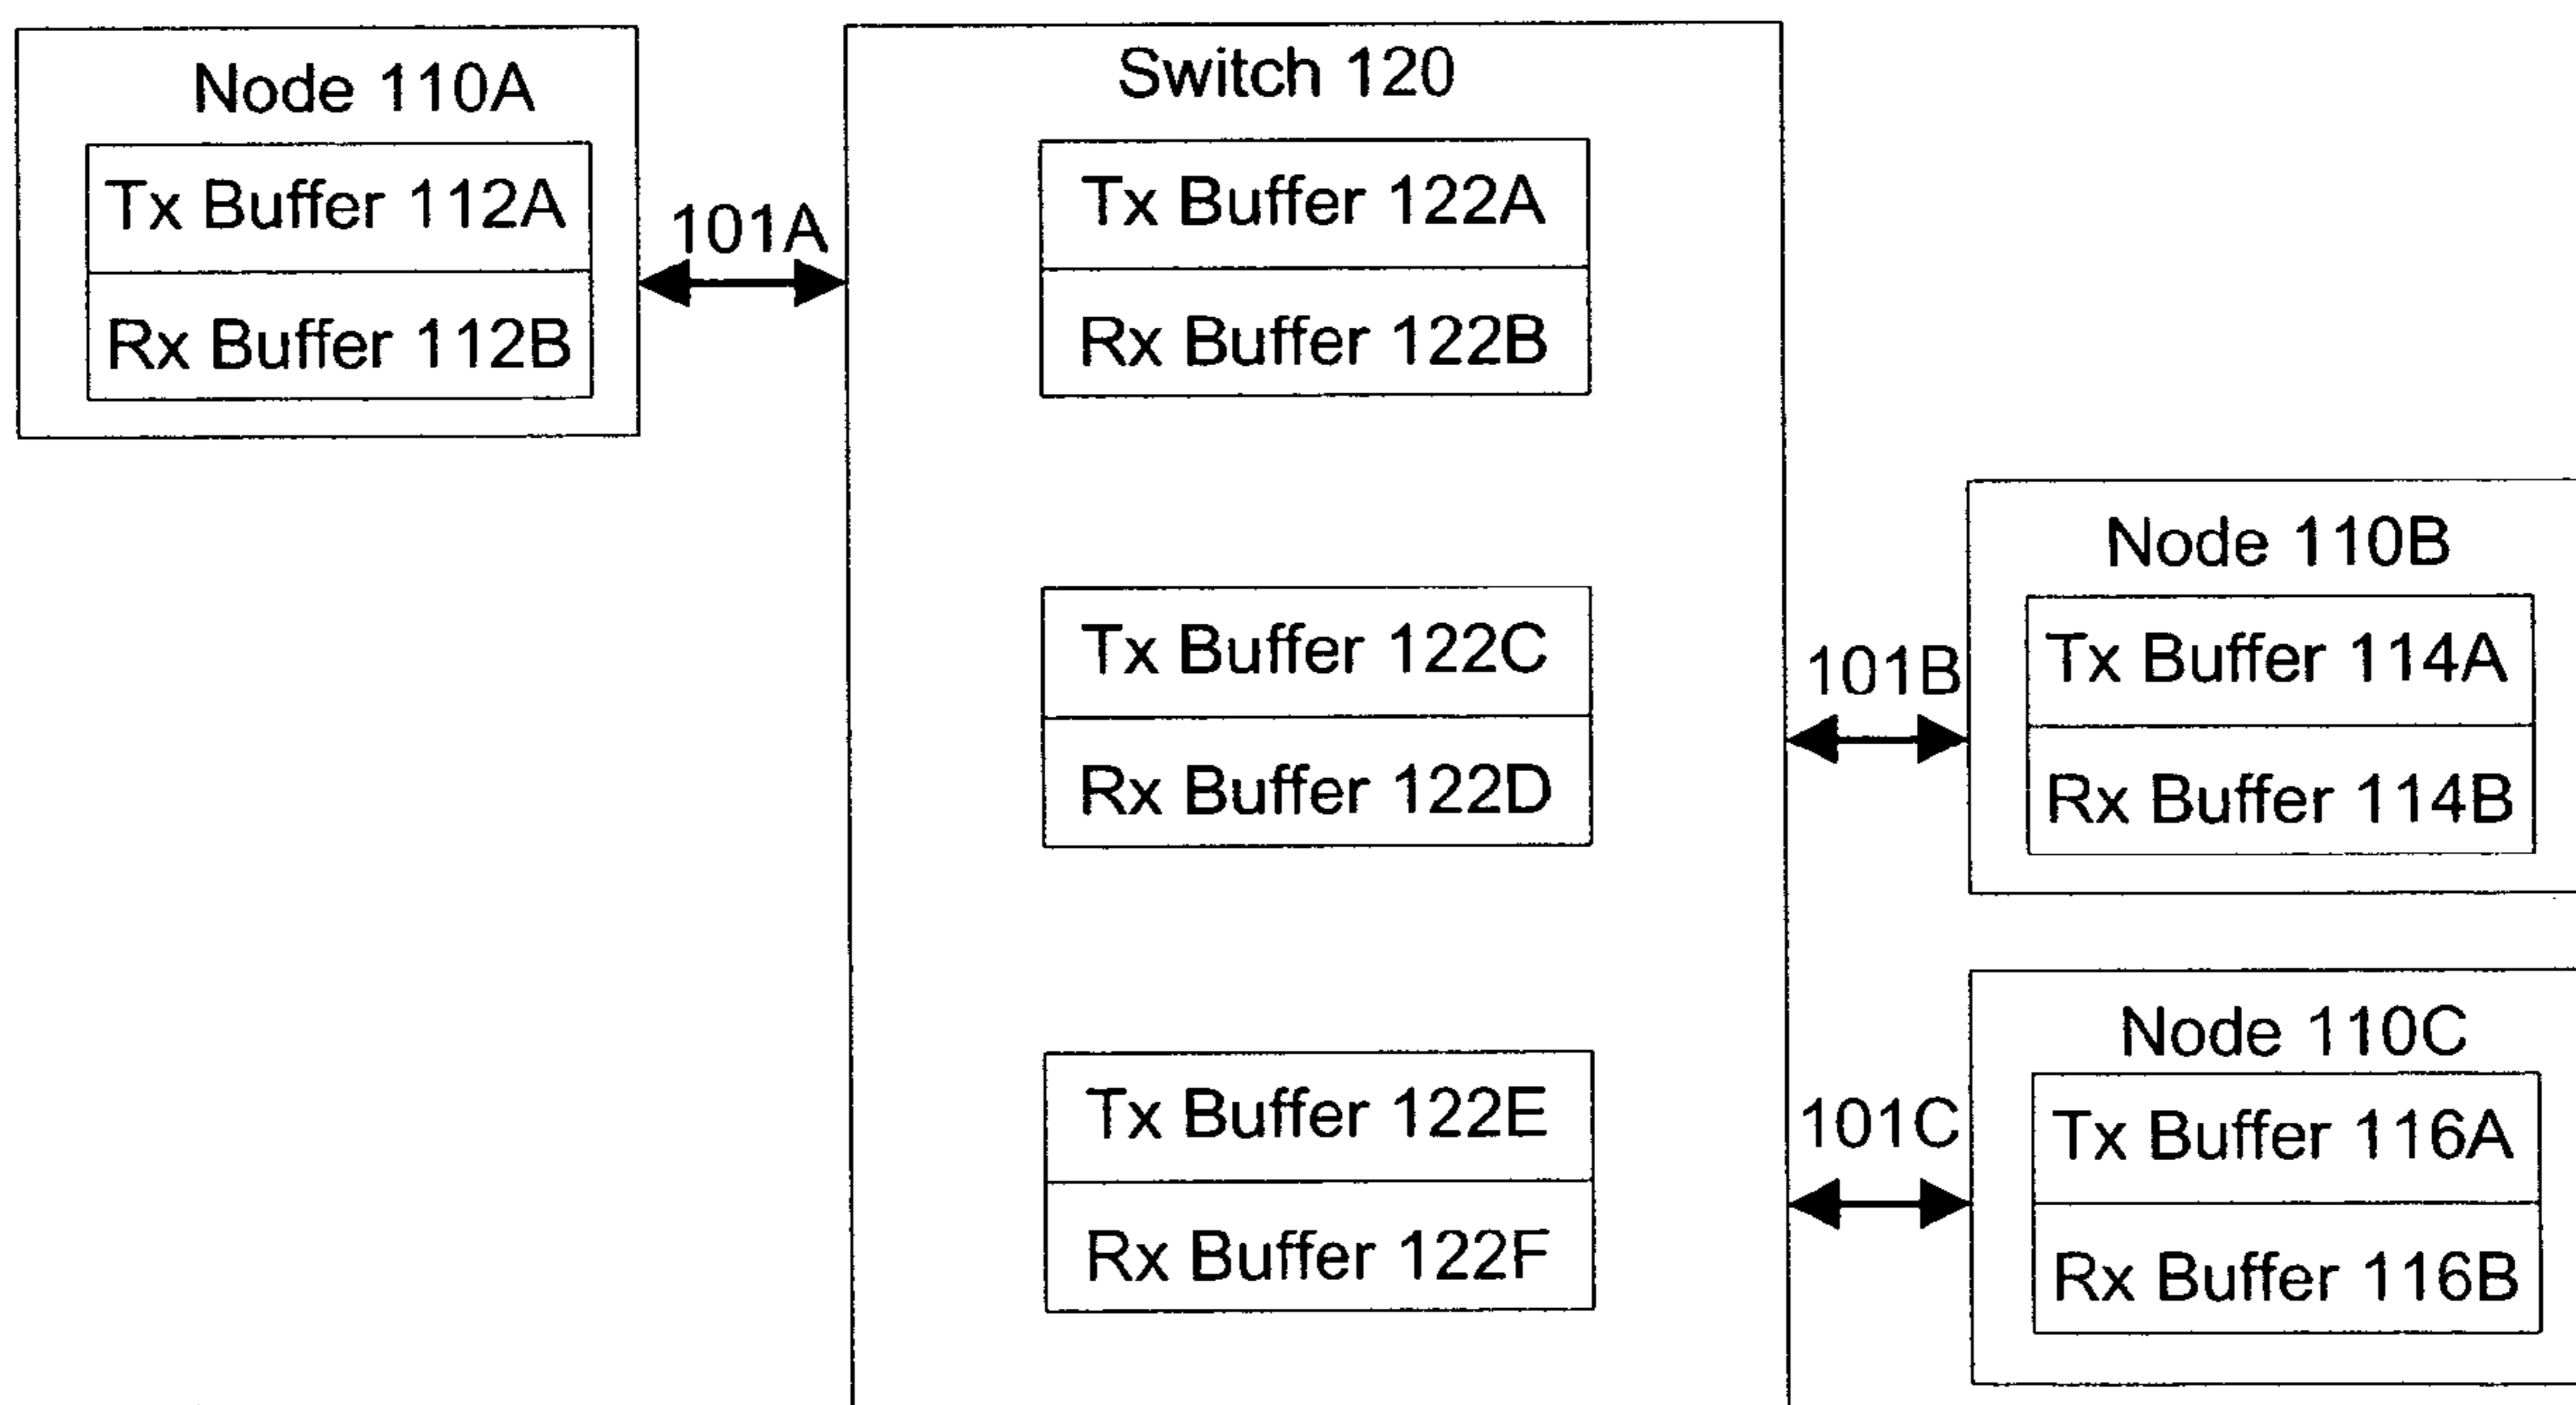 Node 110A
Tx Buffer 112A
Rx Buffer 112B
101A
Switch 120
Tx Buffer 122A
Rx Buffer 122B
Tx Buffer 122C
Rx Buffer 122D
Tx Buffer 122E
Rx Buffer 122F
101B
Node 110B
Tx Buffer 114A
Rx Buffer 114B
101C
Node 110C
Tx Buffer 116A
Rx Buffer 116B